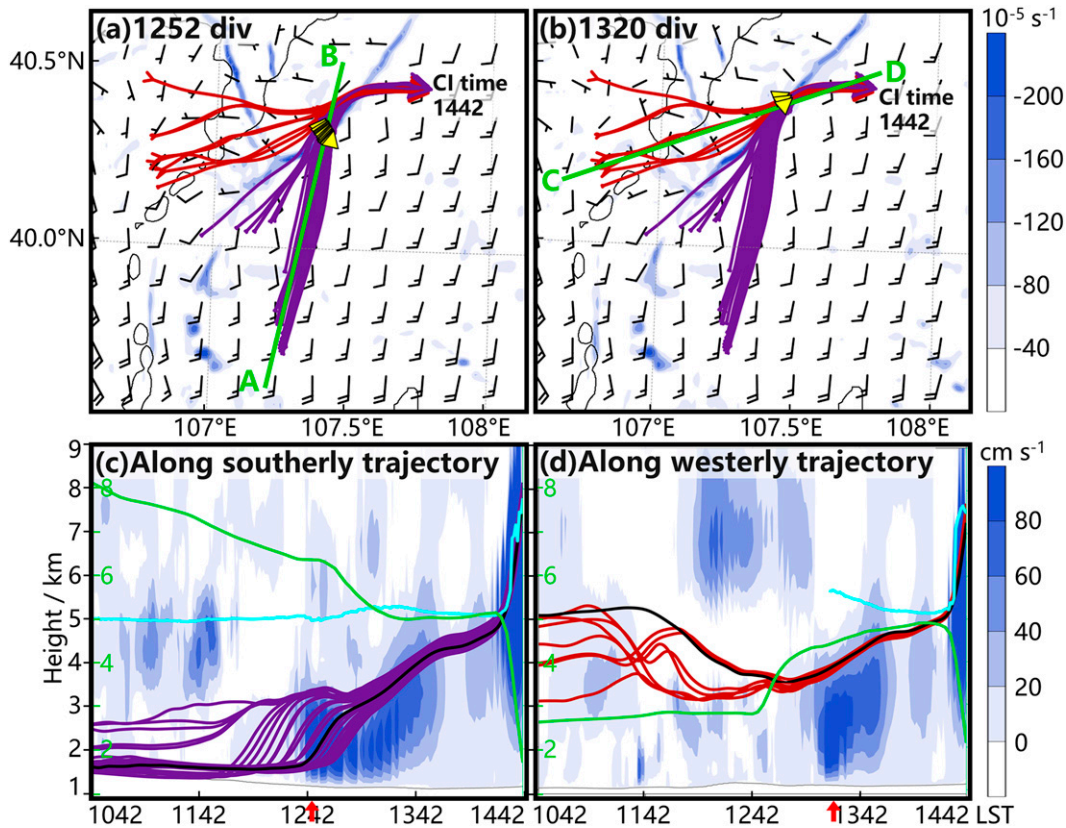 (a)1252 div
(b)1320 div
10⁻⁵ s⁻¹
40.5°N
40.0°N
B
A
CI time
1442
D
C
CI time
1442
-200
-160
-120
-80
-40
107°E
107.5°E
108°E
107°E
107.5°E
108°E
(c)Along southerly trajectory
(d)Along westerly trajectory
cm s⁻¹
Height / km
9
8
7
6
5
4
3
2
1
8
6
4
2
8
6
4
2
80
60
40
20
0
1042
1142
1242
1342
1442
1042
1142
1242
1342
1442
LST